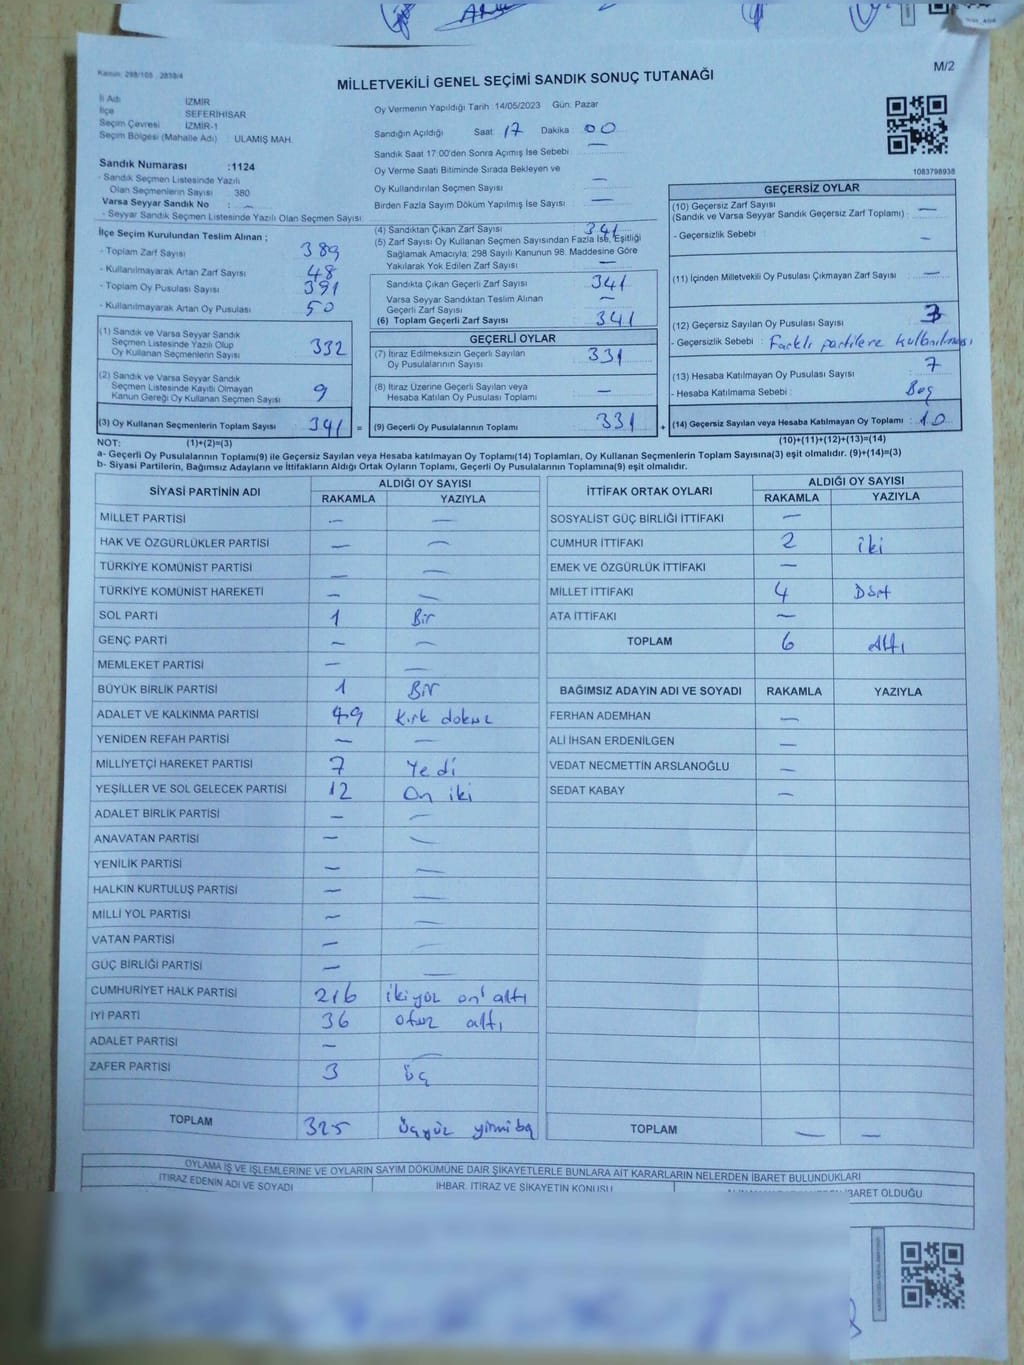 Kanun: 298/105 , 2839/4
M/2
MİLLETVEKİLİ GENEL SEÇİMİ SANDIK SONUÇ TUTANAĞI
İl Adı İZMİR
İlçe SEFERİHİSAR
Seçim Çevresi İZMİR-1
Seçim Bölgesi (Mahalle Adı) : ULAMIŞ MAH.
Sandık Numarası :1124
- Sandık Seçmen Listesinde Yazılı
Olan Seçmenlerin Sayısı : 380
Varsa Seyyar Sandık No : —
- Seyyar Sandık Seçmen Listesinde Yazılı Olan Seçmen Sayısı:
İlçe Seçim Kurulundan Teslim Alınan ;
- Toplam Zarf Sayısı 389
- Kullanılmayarak Artan Zarf Sayısı 48
- Toplam Oy Pusulası Sayısı 391
- Kullanılmayarak Artan Oy Pusulası 50
(1) Sandık ve Varsa Seyyar Sandık
Seçmen Listesinde Yazılı Olup
Oy Kullanan Seçmenlerin Sayısı 332
(2) Sandık ve Varsa Seyyar Sandık
Seçmen Listesinde Kayıtlı Olmayan
Kanun Gereği Oy Kullanan Seçmen Sayısı 9
(3) Oy Kullanan Seçmenlerin Toplam Sayısı 341 =
Oy Vermenin Yapıldığı Tarih :14/05/2023 Gün: Pazar
Sandığın Açıldığı Saat 17 Dakika 00
Sandık Saat 17:00'den Sonra Açımış İse Sebebi : —
Oy Verme Saati Bitiminde Sırada Bekleyen ve
Oy Kullandırılan Seçmen Sayısı —
Birden Fazla Sayım Döküm Yapılmış İse Sayısı : —
(4) Sandıktan Çıkan Zarf Sayısı : 341
(5) Zarf Sayısı Oy Kullanan Seçmen Sayısından Fazla İse, Eşitliği
Sağlamak Amacıyla; 298 Sayılı Kanunun 98. Maddesine Göre
Yakılarak Yok Edilen Zarf Sayısı : —
Sandıkta Çıkan Geçerli Zarf Sayısı : 341
Varsa Seyyar Sandıktan Teslim Alınan
Geçerli Zarf Sayısı : —
(6) Toplam Geçerli Zarf Sayısı : 341
GEÇERLİ OYLAR
(7) İtiraz Edilmeksizin Geçerli Sayılan
Oy Pusulalarının Sayısı : 331
(8) İtiraz Üzerine Geçerli Sayılan veya
Hesaba Katılan Oy Pusulası Toplamı : —
(9) Geçerli Oy Pusulalarının Toplamı : 331 +
1083798938
GEÇERSİZ OYLAR
(10) Geçersiz Zarf Sayısı
(Sandık ve Varsa Seyyar Sandık Geçersiz Zarf Toplamı) : —
- Geçersizlik Sebebi : —
(11) İçinden Milletvekili Oy Pusulası Çıkmayan Zarf Sayısı : —
(12) Geçersiz Sayılan Oy Pusulası Sayısı : 3
- Geçersizlik Sebebi : Farklı partilere kullanılması
(13) Hesaba Katılmayan Oy Pusulası Sayısı : 7
- Hesaba Katılmama Sebebi : Boş
(14) Geçersiz Sayılan veya Hesaba Katılmayan Oy Toplamı : 10
NOT: (1)+(2)=(3) (10)+(11)+(12)+(13)=(14)
a- Geçerli Oy Pusulalarının Toplamı(9) ile Geçersiz Sayılan veya Hesaba katılmayan Oy Toplamı(14) Toplamları, Oy Kullanan Seçmenlerin Toplam Sayısına(3) eşit olmalıdır. (9)+(14)=(3)
b- Siyasi Partilerin, Bağımsız Adayların ve İttifakların Aldığı Ortak Oyların Toplamı, Geçerli Oy Pusulalarının Toplamına(9) eşit olmalıdır.
SİYASİ PARTİNİN ADI ALDIĞI OY SAYISI
RAKAMLA YAZIYLA
MİLLET PARTİSİ — —
HAK VE ÖZGÜRLÜKLER PARTİSİ — —
TÜRKİYE KOMÜNİST PARTİSİ — —
TÜRKİYE KOMÜNİST HAREKETİ — —
SOL PARTİ 1 Bir
GENÇ PARTİ — —
MEMLEKET PARTİSİ — —
BÜYÜK BİRLİK PARTİSİ 1 Bir
ADALET VE KALKINMA PARTİSİ 49 Kırk dokuz
YENİDEN REFAH PARTİSİ — —
MİLLİYETÇİ HAREKET PARTİSİ 7 Yedi
YEŞİLLER VE SOL GELECEK PARTİSİ 12 On iki
ADALET BİRLİK PARTİSİ — —
ANAVATAN PARTİSİ — —
YENİLİK PARTİSİ — —
HALKIN KURTULUŞ PARTİSİ — —
MİLLİ YOL PARTİSİ — —
VATAN PARTİSİ — —
GÜÇ BİRLİĞİ PARTİSİ — —
CUMHURİYET HALK PARTİSİ 216 ikiyüz on altı
İYİ PARTİ 36 otuz altı
ADALET PARTİSİ — —
ZAFER PARTİSİ 3 üç
TOPLAM 325 üçyüz yirmi beş
İTTİFAK ORTAK OYLARI ALDIĞI OY SAYISI
RAKAMLA YAZIYLA
SOSYALİST GÜÇ BİRLİĞİ İTTİFAKI —
CUMHUR İTTİFAKI 2 iki
EMEK VE ÖZGÜRLÜK İTTİFAKI —
MİLLET İTTİFAKI 4 Dört
ATA İTTİFAKI —
TOPLAM 6 Altı
BAĞIMSIZ ADAYIN ADI VE SOYADI RAKAMLA YAZIYLA
FERHAN ADEMHAN —
ALİ İHSAN ERDENİLGEN —
VEDAT NECMETTİN ARSLANOĞLU —
SEDAT KABAY —
TOPLAM — —
OYLAMA İŞ VE İŞLEMLERİNE VE OYLARIN SAYIM DÖKÜMÜNE DAİR ŞİKAYETLERLE BUNLARA AİT KARARLARIN NELERDEN İBARET BULUNDUKLARI
İTİRAZ EDENİN ADI VE SOYADI İHBAR, İTİRAZ VE ŞİKAYETİN KONUSU İBARET OLDUĞU